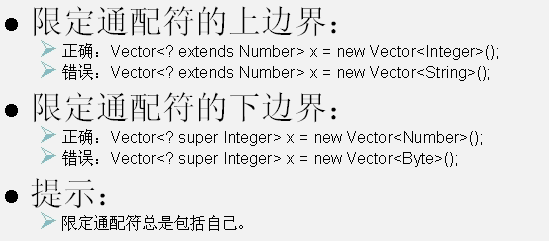 限定通配符的上边界：
正确：Vector<? extends Number> x = new Vector<Integer>();
错误：Vector<? extends Number> x = new Vector<String>();
限定通配符的下边界：
正确：Vector<? super Integer> x = new Vector<Number>();
错误：Vector<? super Integer> x = new Vector<Byte>();
提示：
限定通配符总是包括自己。